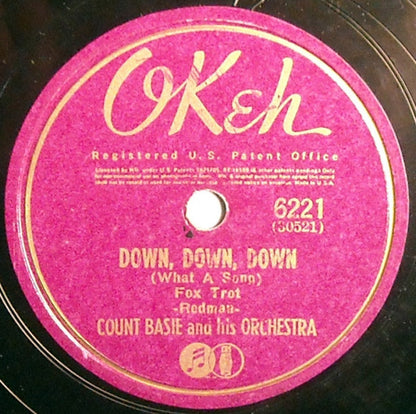 OKeh
Registered U.S. Patent Office
6221
(30521)
DOWN, DOWN, DOWN
(What A Song)
Fox Trot
-Redman-
COUNT BASIE and his ORCHESTRA